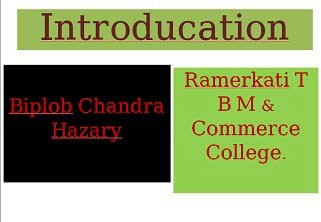 Introducation
Biplob Chandra
Hazary
Ramerkati T
B M &
Commerce
College.